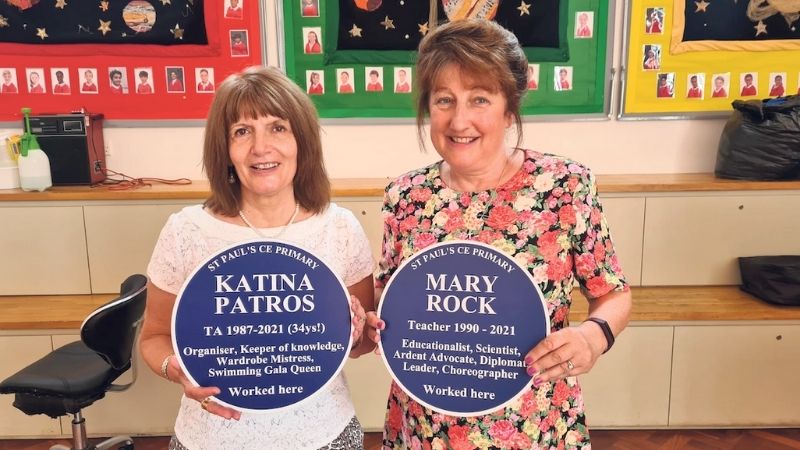 ST PAUL'S CE PRIMARY
KATINA
PATROS
TA 1987-2021 (34ys!)
Organiser, Keeper of knowledge,
Wardrobe Mistress,
Swimming Gala Queen
Worked here
ST PAUL'S CE PRIMARY
MARY
ROCK
Teacher 1990 - 2021
Educationalist, Scientist,
Ardent Advocate, Diplomat
Leader, Choreographer
Worked here